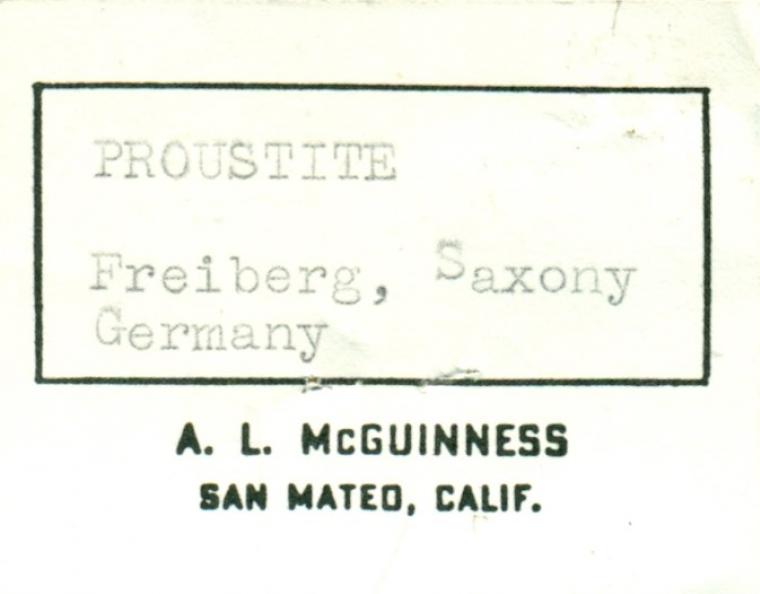 PROUSTITE
Freiberg, Saxony
Germany
A. L. McGUINNESS
SAN MATEO, CALIF.